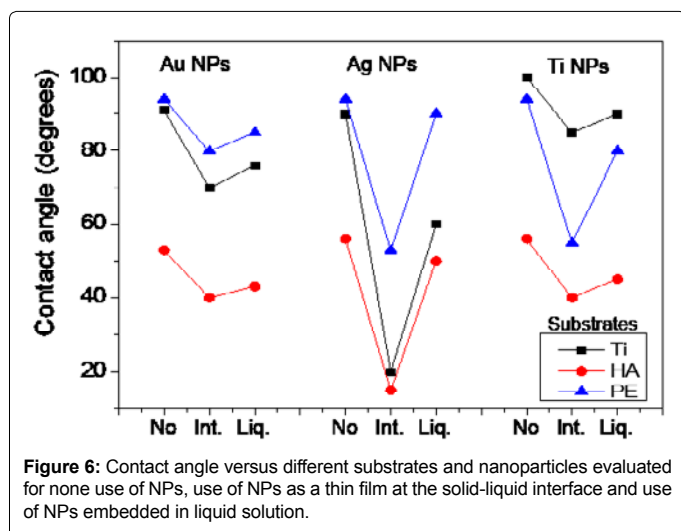 Au NPs Ag NPs Ti NPs
100
80
60
40
20
Contact angle (degrees)
Substrates
Ti
HA
PE
No Int. Liq. No Int. Liq. No Int. Liq.
Figure 6: Contact angle versus different substrates and nanoparticles evaluated
for none use of NPs, use of NPs as a thin film at the solid-liquid interface and use
of NPs embedded in liquid solution.